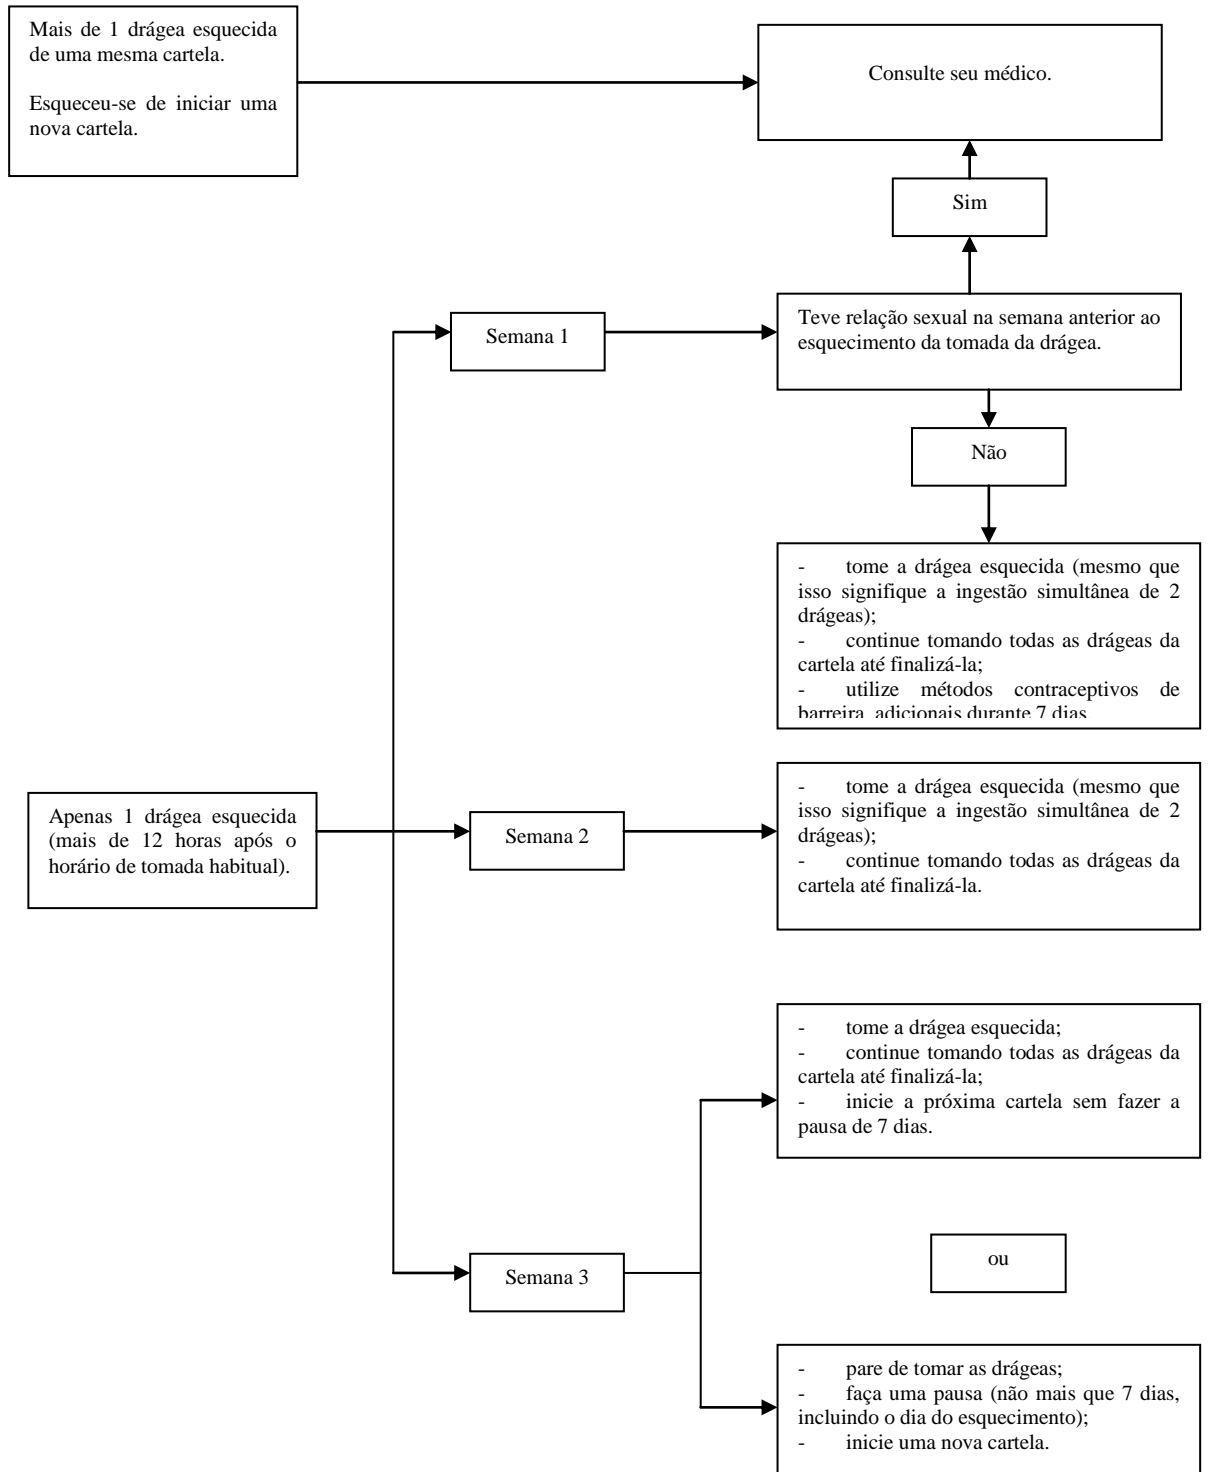 Mais de 1 drágea esquecida
de uma mesma cartela.
Esqueceu-se de iniciar uma
nova cartela.
Consulte seu médico.
Sim
Semana 1
Teve relação sexual na semana anterior ao
esquecimento da tomada da drágea.
Não
- tome a drágea esquecida (mesmo que
isso signifique a ingestão simultânea de 2
drágeas);
- continue tomando todas as drágeas da
cartela até finalizá-la;
- utilize métodos contraceptivos de
barreira adicionais durante 7 dias
Apenas 1 drágea esquecida
(mais de 12 horas após o
horário de tomada habitual).
Semana 2
- tome a drágea esquecida (mesmo que
isso signifique a ingestão simultânea de 2
drágeas);
- continue tomando todas as drágeas da
cartela até finalizá-la.
Semana 3
- tome a drágea esquecida;
- continue tomando todas as drágeas da
cartela até finalizá-la;
- inicie a próxima cartela sem fazer a
pausa de 7 dias.
ou
- pare de tomar as drágeas;
- faça uma pausa (não mais que 7 dias,
incluindo o dia do esquecimento);
- inicie uma nova cartela.